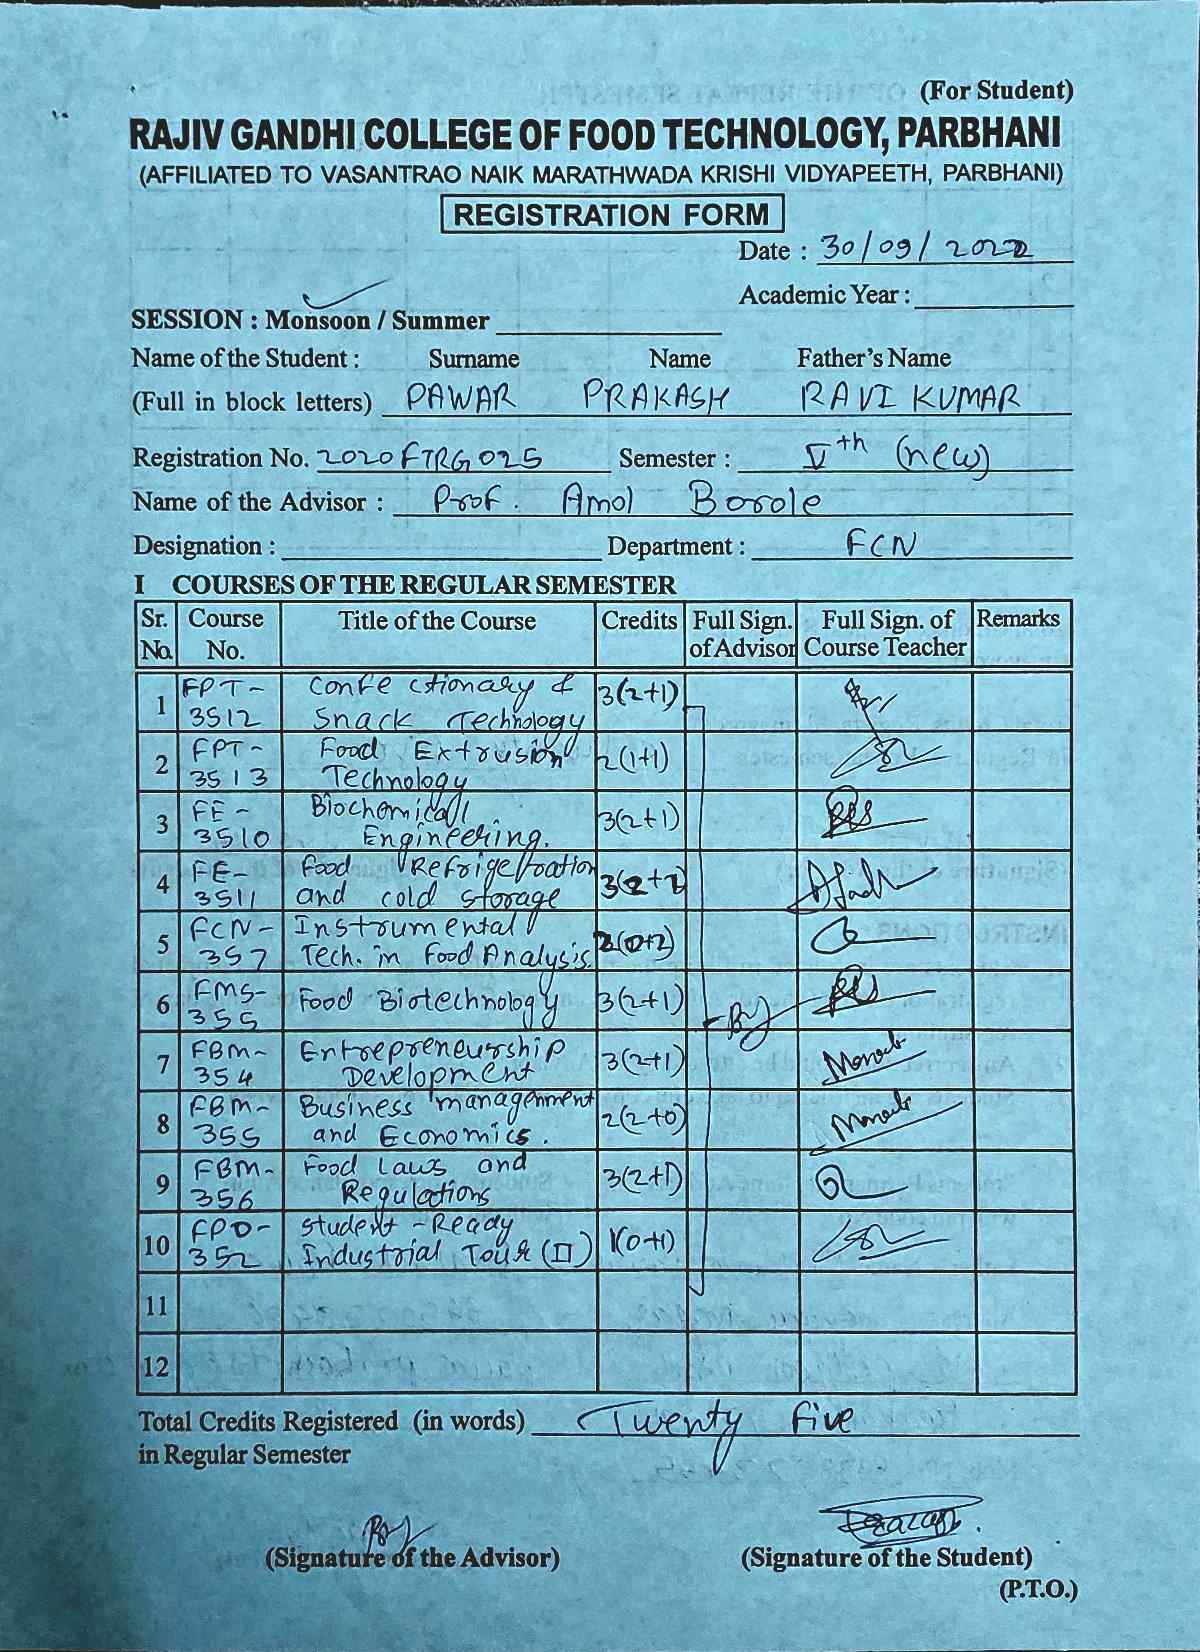 (For Student)
RAJIV GANDHI COLLEGE OF FOOD TECHNOLOGY, PARBHANI
(AFFILIATED TO VASANTRAO NAIK MARATHWADA KRISHI VIDYAPEETH, PARBHANI)
REGISTRATION FORM
Date : 30/09/2022
Academic Year :
SESSION : Monsoon / Summer
Name of the Student : Surname Name Father's Name
(Full in block letters) PAWAR PRAKASH RAVI KUMAR
Registration No. 2020FTRG025 Semester : Vth (new)
Name of the Advisor : Prof. Amol Borole
Designation : Department : FCN
I COURSES OF THE REGULAR SEMESTER
Sr. Course Title of the Course Credits Full Sign. Full Sign. of Remarks
No. No. of Advisor Course Teacher
1 FPT- Confectionary & 3(2+1)
3512 Snack Technology
2 FPT- Food Extrusion 2(1+1)
3513 Technology
3 FE- Biochemical 3(2+1)
3510 Engineering.
4 FE- Food Refrigeration
3511 and cold storage
5 FCN- Instrumental 2(0+2)
357 Tech. in Food Analysis.
6 FMS- Food Biotechnology 3(2+1)
355
7 FBM- Entrepreneurship 3(2+1)
354 Development
8 FBM- Business managenment 2(2+0)
355 and Economics.
9 FBM- Food Laws and 3(2+1)
356 Regulations
10 FPO- Student-Ready 1(0+1)
352 Industrial Tour (II)
11
12
Total Credits Registered (in words) Twenty Five
in Regular Semester
(Signature of the Advisor) (Signature of the Student)
(P.T.O.)